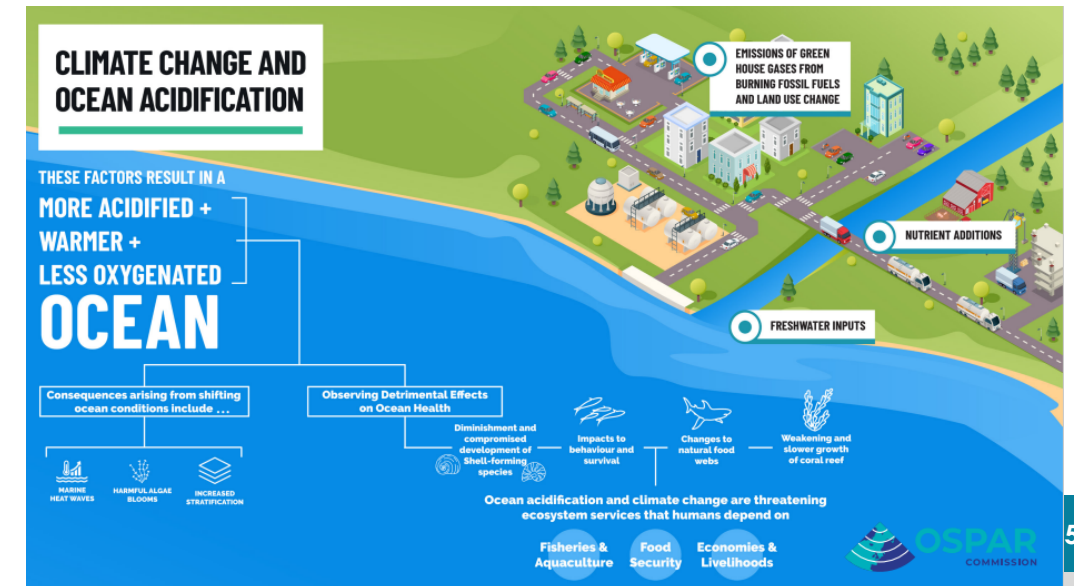 CLIMATE CHANGE AND
OCEAN ACIDIFICATION
EMISSIONS OF GREEN
HOUSE GASES FROM
BURNING FOSSIL FUELS
AND LAND USE CHANGE
NUTRIENT ADDITIONS
FRESHWATER INPUTS
THESE FACTORS RESULT IN A
MORE ACIDIFIED +
WARMER +
LESS OXYGENATED
OCEAN
Consequences arising from shifting
ocean conditions include ...
MARINE
HEAT WAVES
HARMFUL ALGAE
BLOOMS
INCREASED
STRATIFICATION
Observing Detrimental Effects
on Ocean Health
Diminishment and
compromised
development of
Shell-forming
species
Impacts to
behaviour and
survival
Changes to
natural food
webs
Weakening and
slower growth
of coral reef
Ocean acidification and climate change are threatening
ecosystem services that humans depend on
Fisheries &
Aquaculture
Food
Security
Economies &
Livelihoods
OSPAR
COMMISSION
5